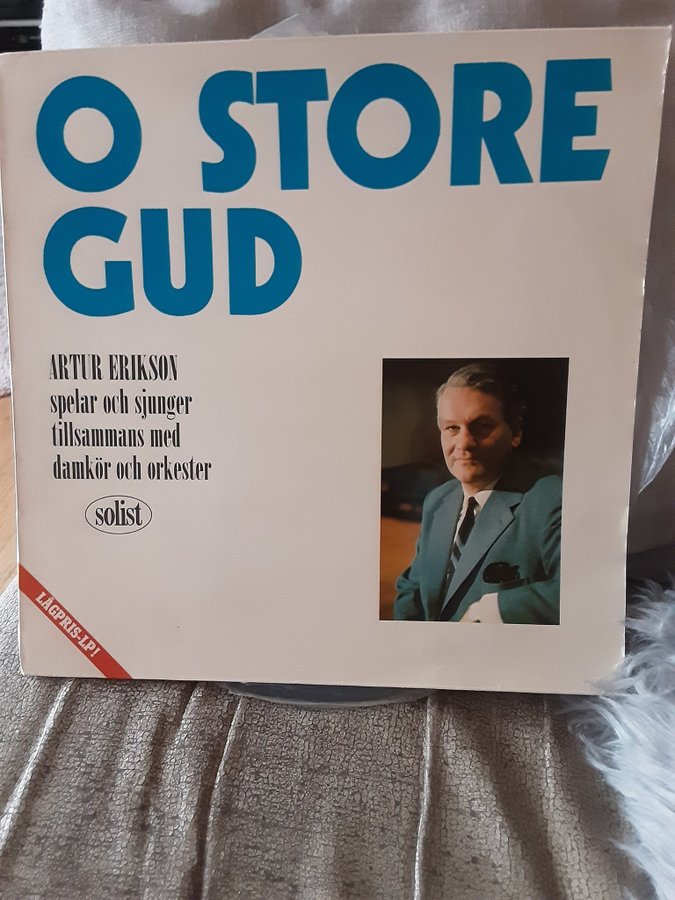 O STORE
GUD
ARTUR ERIKSON
spelar och sjunger
tillsammans med
damkör och orkester
solist
LÅGPRIS-LP!